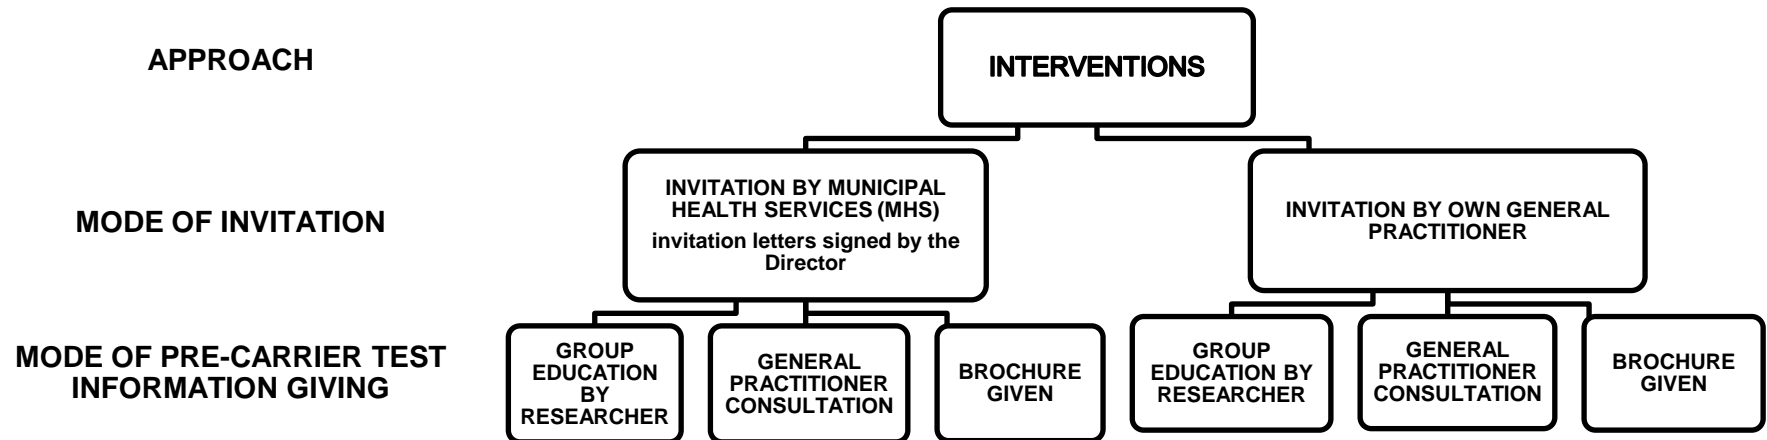 APPROACH
INTERVENTIONS
MODE OF INVITATION
INVITATION BY MUNICIPAL
HEALTH SERVICES (MHS)
invitation letters signed by the
Director
INVITATION BY OWN GENERAL
PRACTITIONER
MODE OF PRE-CARRIER TEST
INFORMATION GIVING
GROUP
EDUCATION
BY
RESEARCHER
GENERAL
PRACTITIONER
CONSULTATION
BROCHURE
GIVEN
GROUP
EDUCATION BY
RESEARCHER
GENERAL
PRACTITIONER
CONSULTATION
BROCHURE
GIVEN